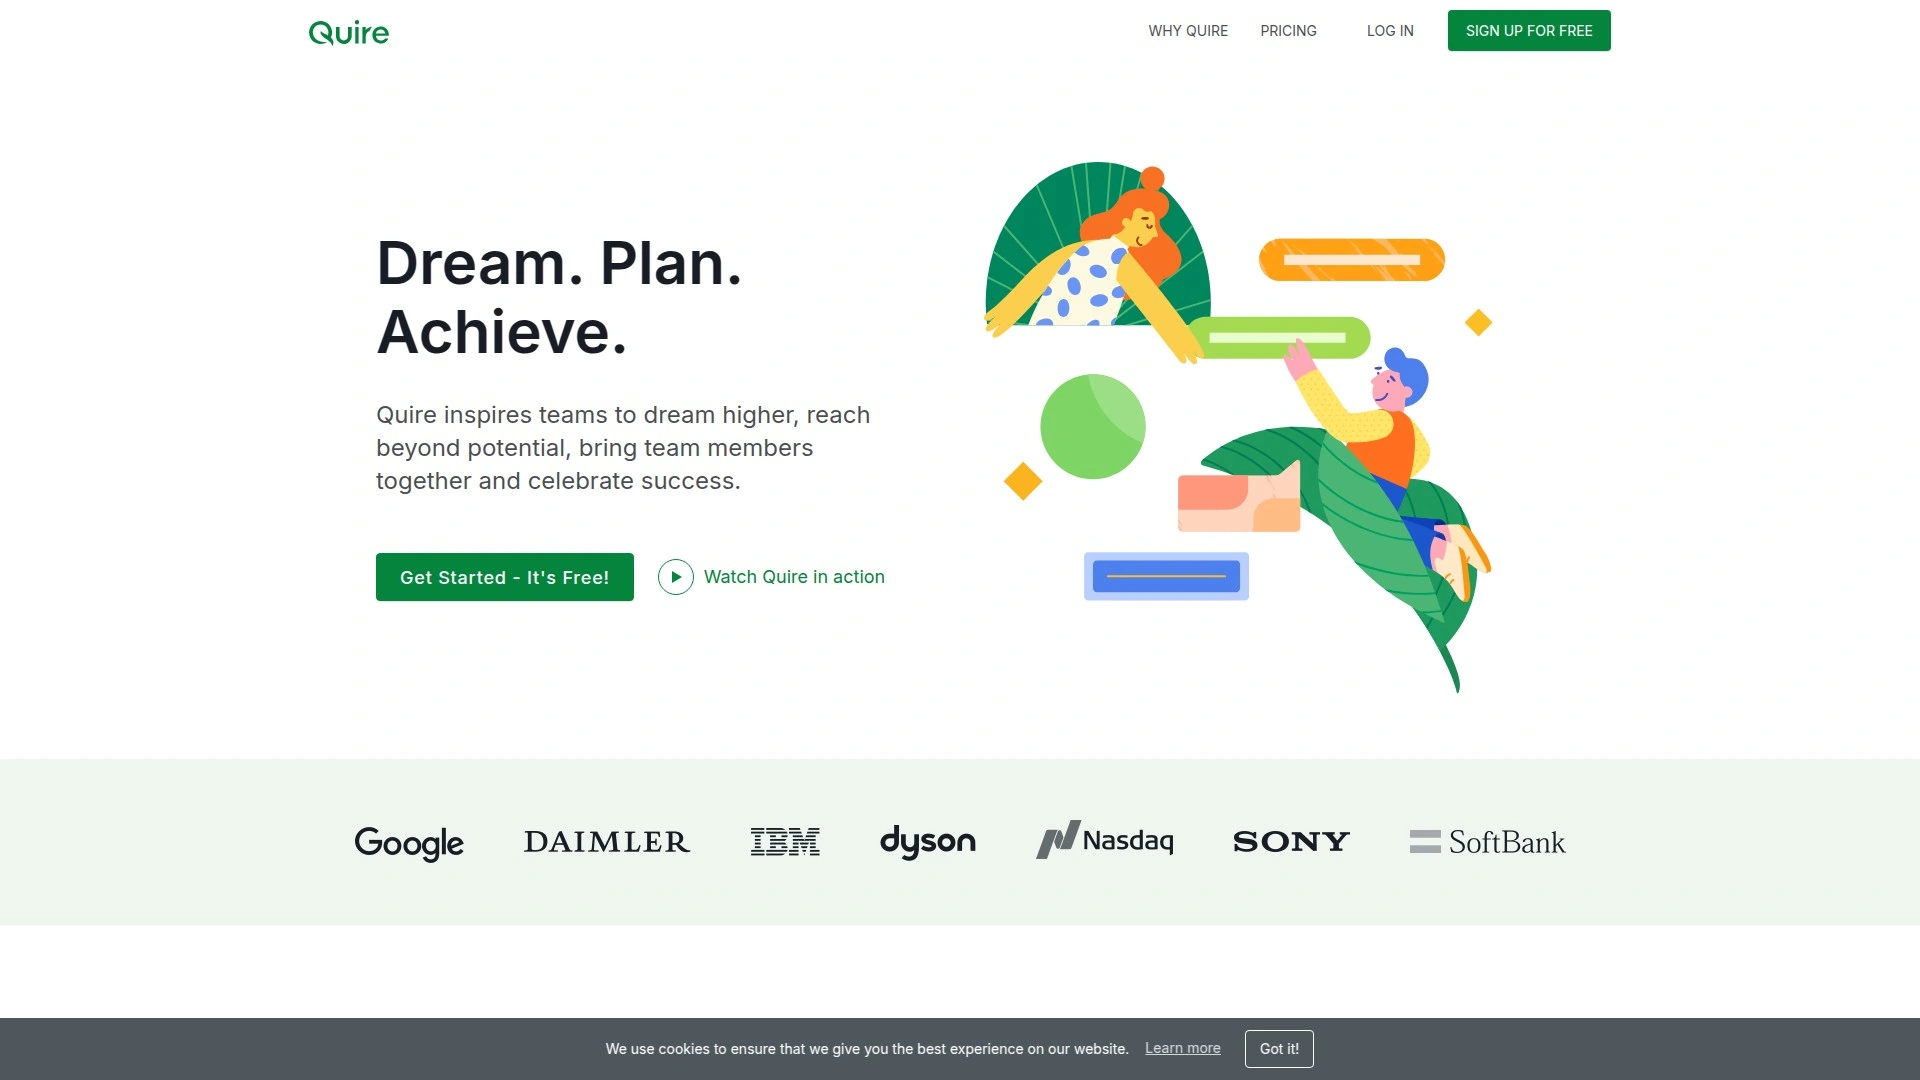 Quire
WHY QUIRE
PRICING
LOG IN
SIGN UP FOR FREE
Dream. Plan.
Achieve.
Quire inspires teams to dream higher, reach
beyond potential, bring team members
together and celebrate success.
Get Started - It's Free!
Watch Quire in action
Google
DAIMLER
IBM
dyson
Nasdaq
SONY
SoftBank
We use cookies to ensure that we give you the best experience on our website.
Learn more
Got it!